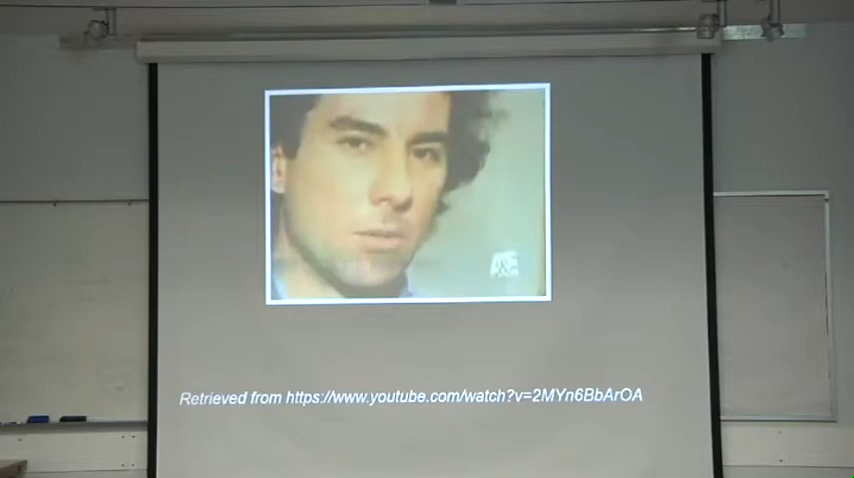 A&E
Retrieved from https://www.youtube.com/watch?v=2MYn6BbArOA